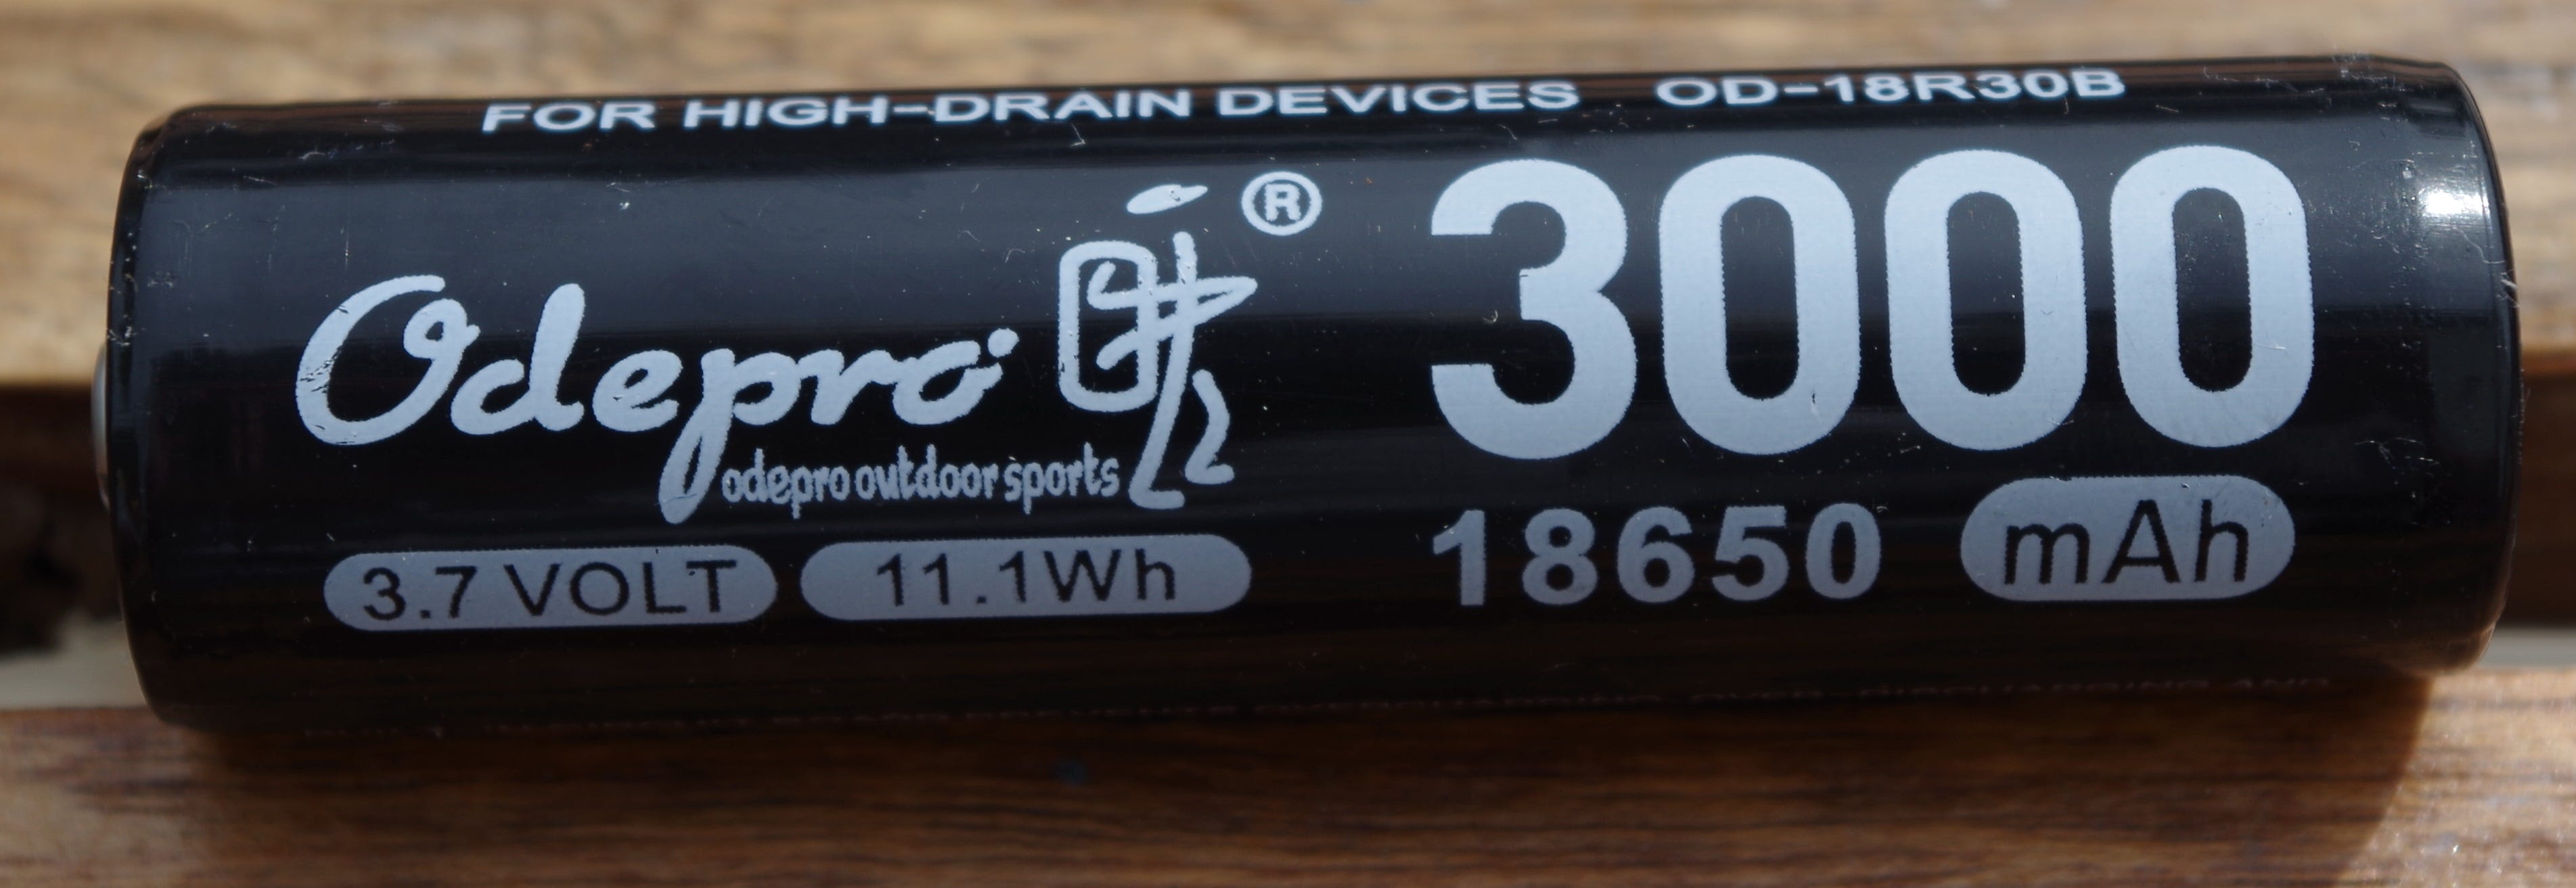 FOR HIGH-DRAIN DEVICES OD-18R30B
Odepro ®
odepro outdoor sports
3000
3.7 VOLT 11.1Wh
18650 mAh